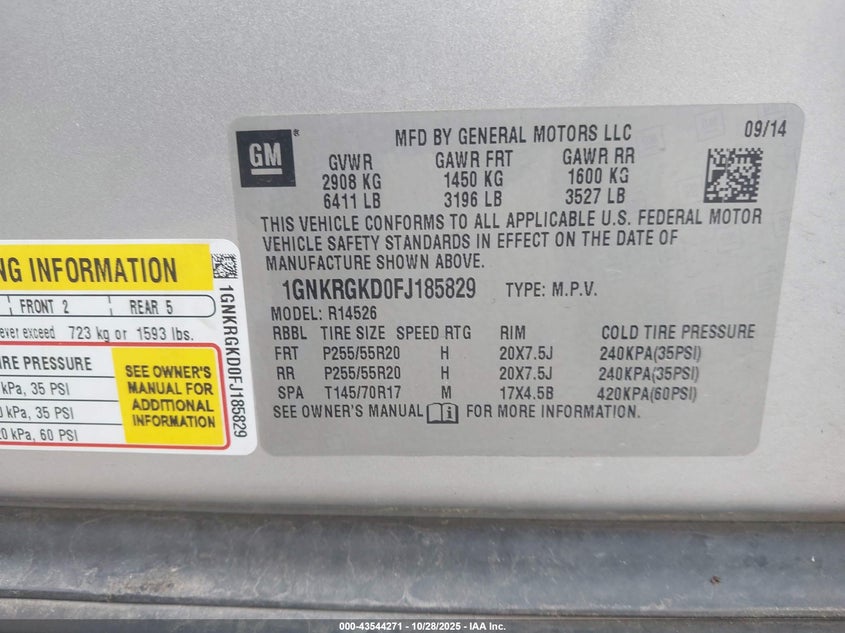 GM
®
MFD BY GENERAL MOTORS LLC
09/14
GVWR GAWR FRT GAWR RR
2908 KG 1450 KG 1600 KG
6411 LB 3196 LB 3527 LB
THIS VEHICLE CONFORMS TO ALL APPLICABLE U.S. FEDERAL MOTOR
VEHICLE SAFETY STANDARDS IN EFFECT ON THE DATE OF
MANUFACTURE SHOWN ABOVE.
1GNKRGKD0FJ185829 TYPE: M.P.V.
MODEL: R14526
RBBL TIRE SIZE SPEED RTG RIM COLD TIRE PRESSURE
FRT P255/55R20 H 20X7.5J 240KPA(35PSI)
RR P255/55R20 H 20X7.5J 240KPA(35PSI)
SPA T145/70R17 M 17X4.5B 420KPA(60PSI)
SEE OWNER'S MANUAL FOR MORE INFORMATION.
NG INFORMATION
FRONT 2 REAR 5
ever exceed 723 kg or 1593 lbs.
IRE PRESSURE
kPa, 35 PSI
0 kPa, 35 PSI
20 kPa, 60 PSI
SEE OWNER'S
MANUAL FOR
ADDITIONAL
INFORMATION
1GNKRGKD0FJ185829
000-43544271 - 10/28/2025 - IAA Inc.